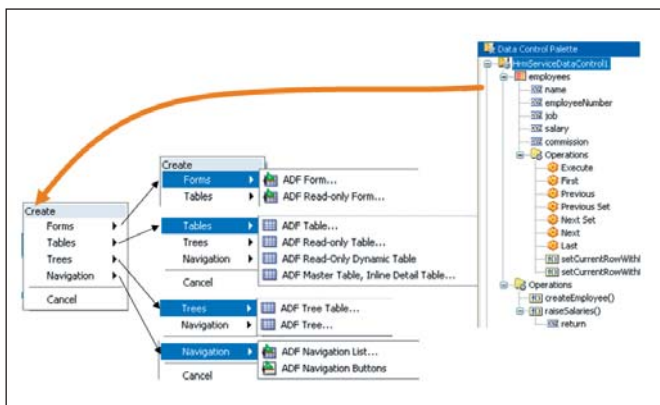 Data Control Palette
HrmServiceDataControl1
employees
name
employeeNumber
job
salary
commission
Operations
Execute
First
Previous
Previous Set
Next Set
Next
Last
setCurrentRowWithl
setCurrentRowWithl
Operations
createEmployee()
raiseSalaries()
return
Create
Forms
Tables
Trees
Navigation
Cancel
Create
Forms
Tables
ADF Form...
ADF Read-only Form...
Tables
Trees
Navigation
Cancel
ADF Table...
ADF Read-only Table...
ADF Read-Only Dynamic Table
ADF Master Table, Inline Detail Table...
Trees
Navigation
ADF Tree Table...
ADF Tree...
Navigation
Cancel
ADF Navigation List...
ADF Navigation Buttons